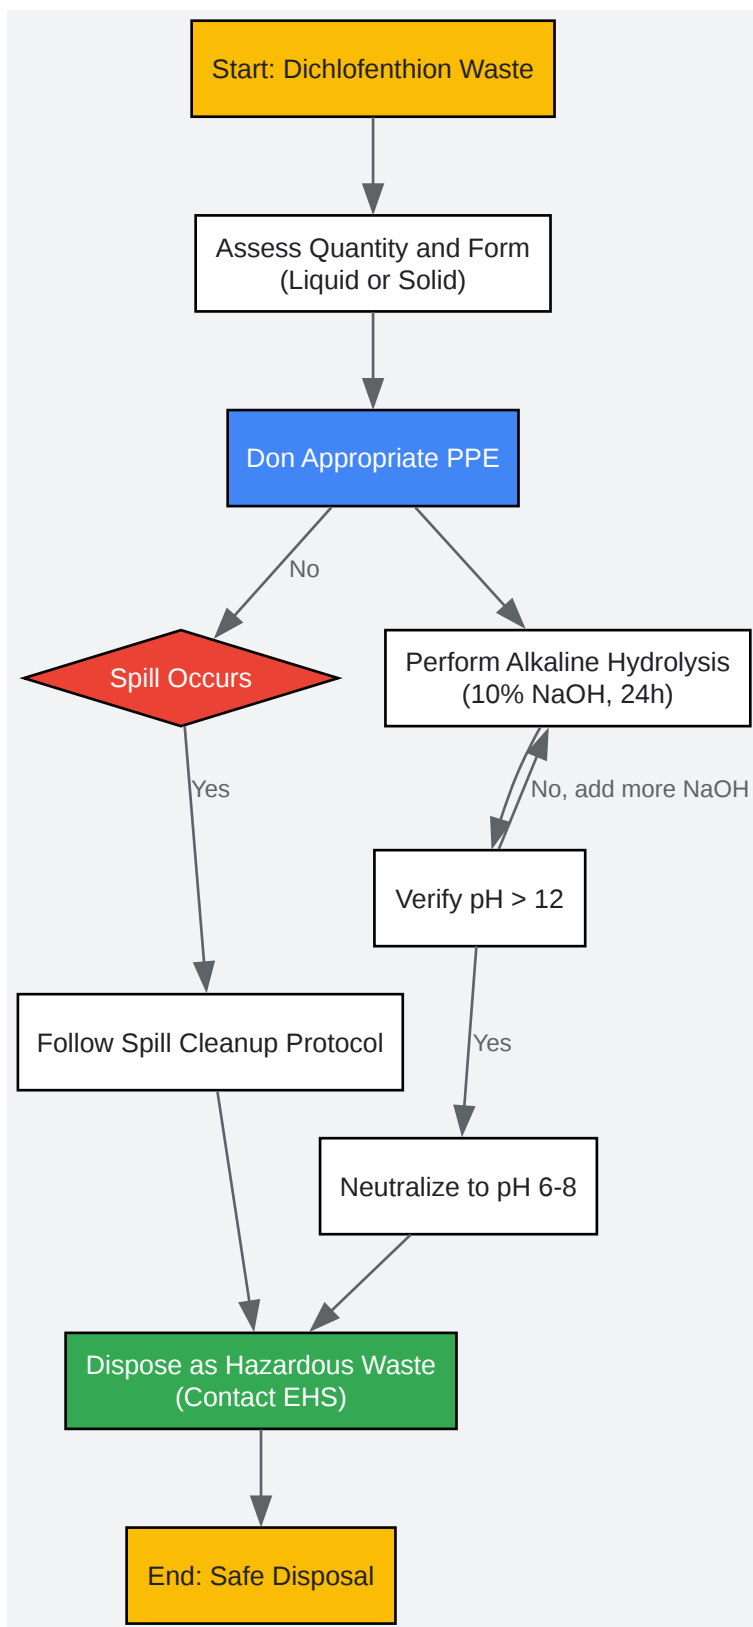 Start: Dichlofenthion Waste
Assess Quantity and Form
(Liquid or Solid)
Don Appropriate PPE
No
Spill Occurs
Perform Alkaline Hydrolysis
(10% NaOH, 24h)
Yes
No, add more NaOH
Verify pH > 12
Follow Spill Cleanup Protocol
Yes
Neutralize to pH 6-8
Dispose as Hazardous Waste
(Contact EHS)
End: Safe Disposal